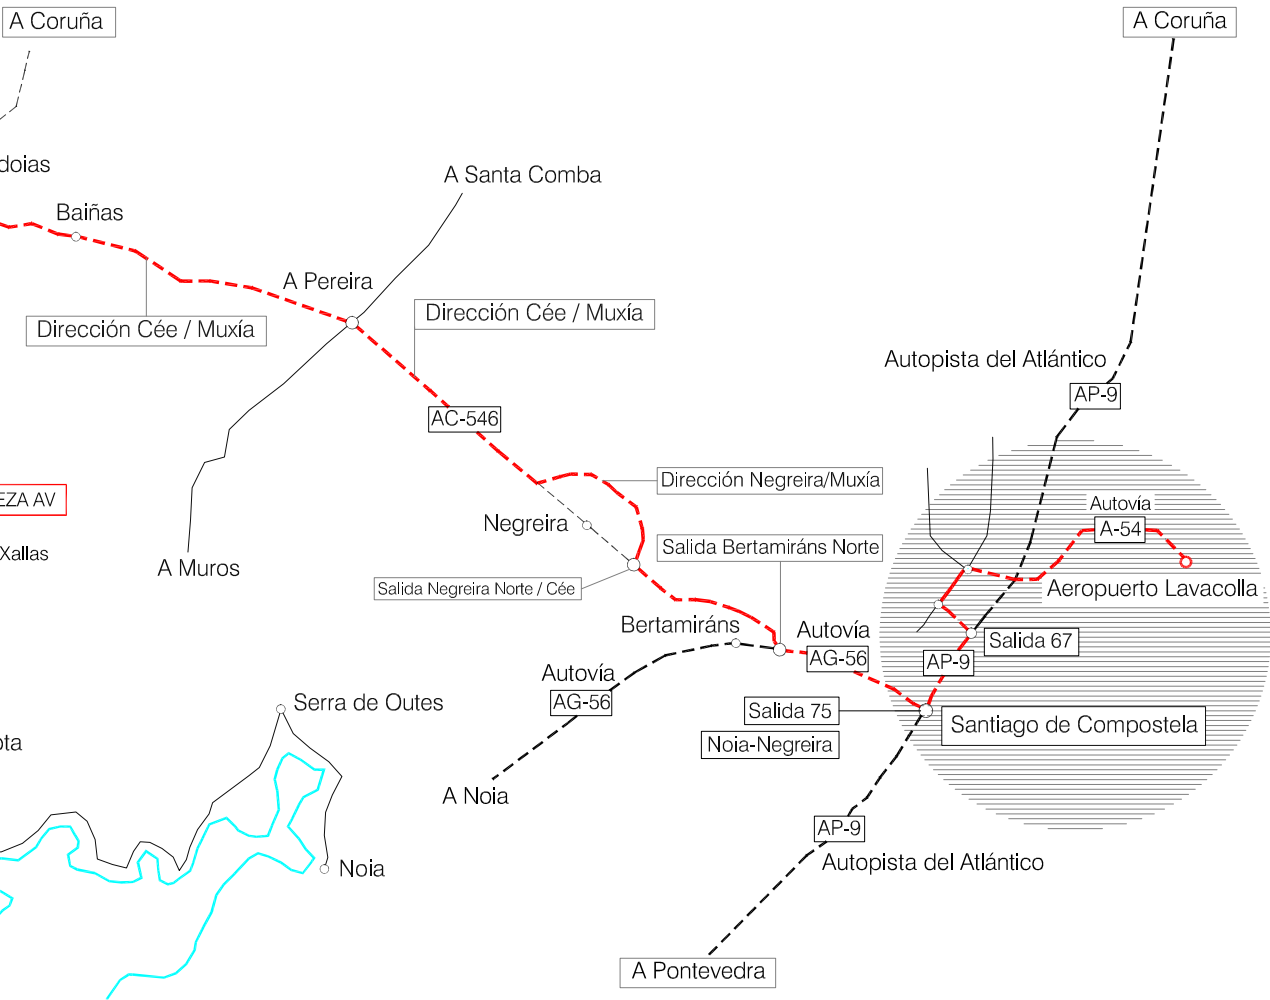 A Coruña
A Coruña
doias
A Santa Comba
Baiñas
A Pereira
Dirección Cée / Muxía
Dirección Cée / Muxía
Autopista del Atlántico
AP-9
AC-546
Dirección Negreira/Muxía
EZA AV
Autovía
A-54
Negreira
Salida Bertamiráns Norte
Xallas
A Muros
Salida Negreira Norte / Cée
Aeropuerto Lavacolla
Bertamiráns
Autovía
AG-56
Salida 67
AP-9
Autovía
AG-56
Serra de Outes
Salida 75
Santiago de Compostela
Noia-Negreira
ota
A Noia
AP-9
Autopista del Atlántico
Noia
A Pontevedra